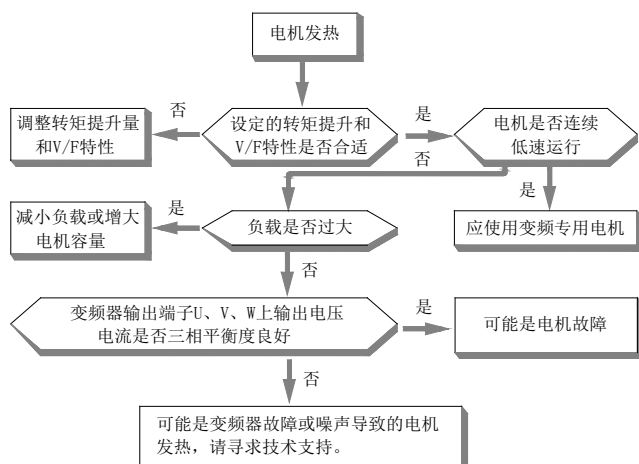 电机发热
否
调整转矩提升量
和V/F特性
设定的转矩提升和
V/F特性是否合适
是
电机是否连续
低速运行
否
是
减小负载或增大
电机容量
是
负载是否过大
应使用变频专用电机
否
变频器输出端子U、V、W上输出电压
电流是否三相平衡度良好
是
可能是电机故障
否
可能是变频器故障或噪声导致的电机
发热,请寻求技术支持。